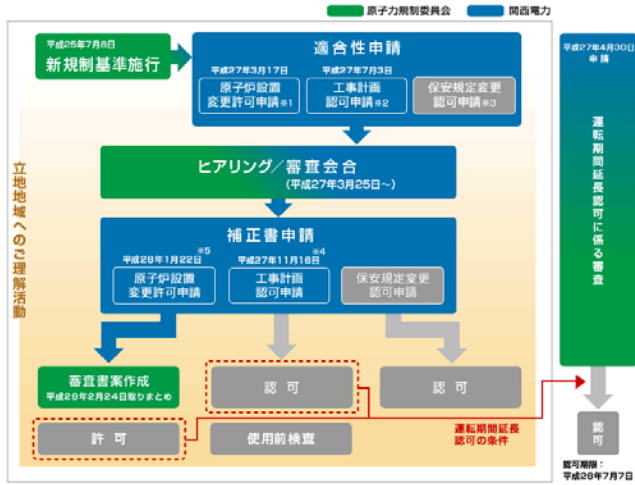 原子力規制委員会
関西電力
平成25年7月8日
新規制基準施行
適合性申請
平成27年3月17日
原子炉設置
変更許可申請※1
平成27年7月3日
工事計画
認可申請※2
保安規定変更
認可申請※3
ヒアリング/審査会合
(平成27年3月25日～)
補正書申請
平成28年1月22日※5
原子炉設置
変更許可申請
平成27年11月16日※4
工事計画
認可申請
保安規定変更
認可申請
審査書案作成
平成28年2月24日取りまとめ
認可
認可
許可
使用前検査
運転期間延長
認可の条件
立地地域へのご理解活動
平成27年4月30日
申請
運転期間延長認可に係る審査
認可
認可期限：
平成28年7月7日